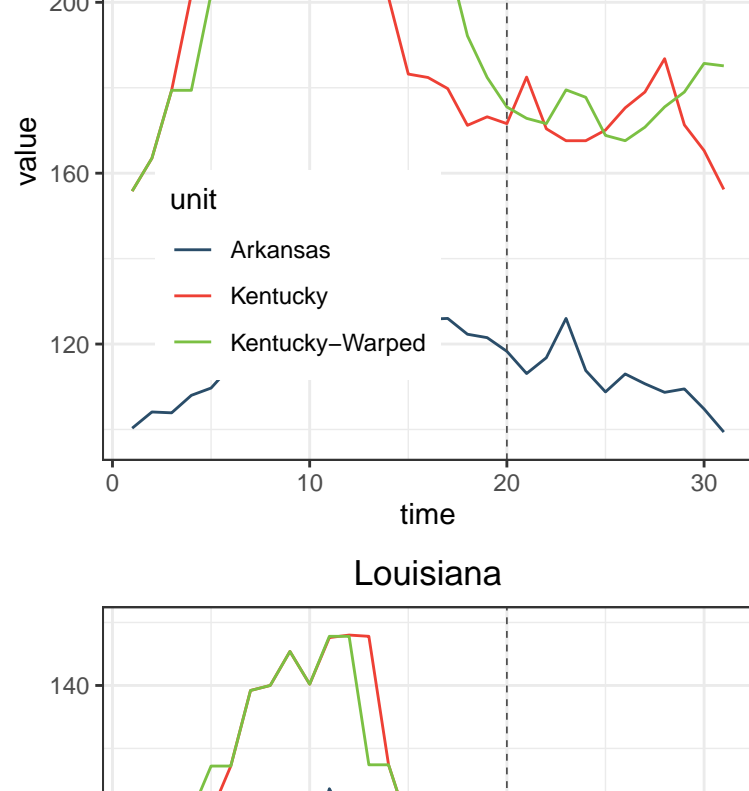 200
value
160
unit
Arkansas
Kentucky
Kentucky−Warped
120
0 10 20 30
time
Louisiana
140